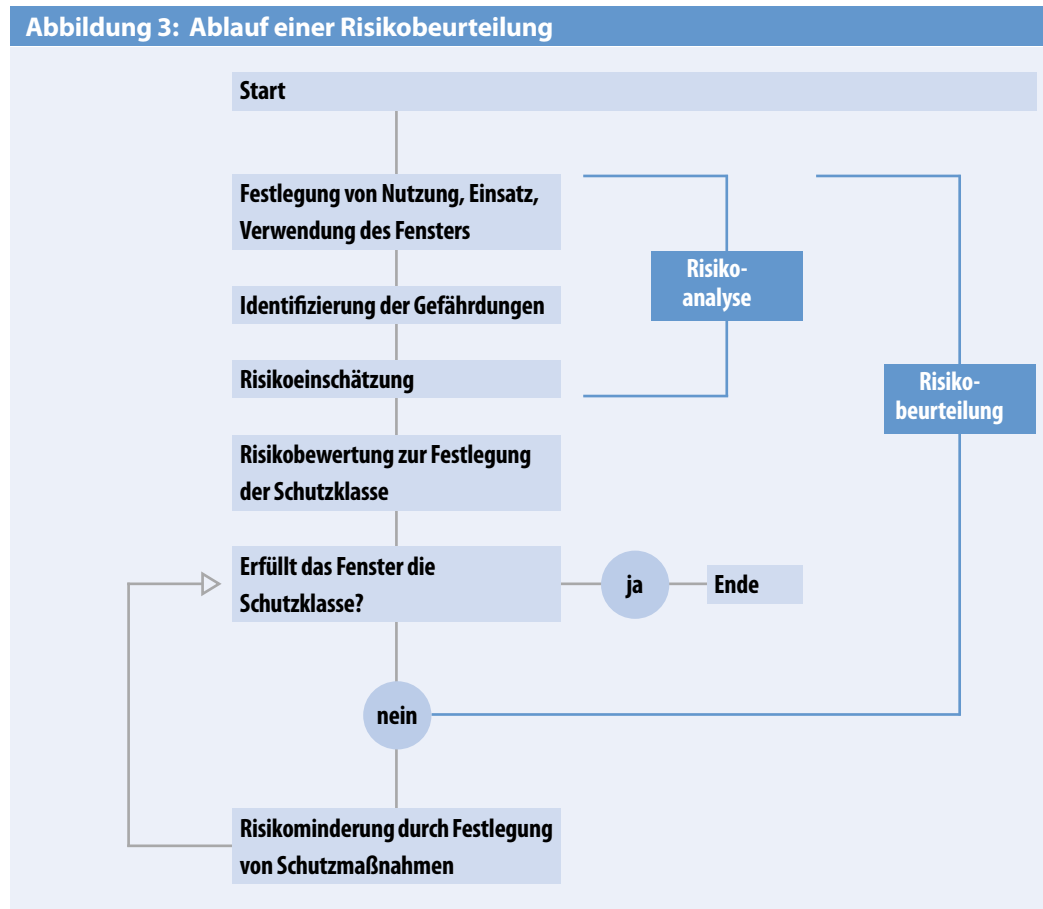 Abbildung 3: Ablauf einer Risikobeurteilung
Start
Festlegung von Nutzung, Einsatz,
Verwendung des Fensters
Risiko-
analyse
Identifizierung der Gefährdungen
Risikoeinschätzung
Risiko-
beurteilung
Risikobewertung zur Festlegung
der Schutzklasse
Erfüllt das Fenster die
Schutzklasse?
ja
Ende
nein
Risikominderung durch Festlegung
von Schutzmaßnahmen